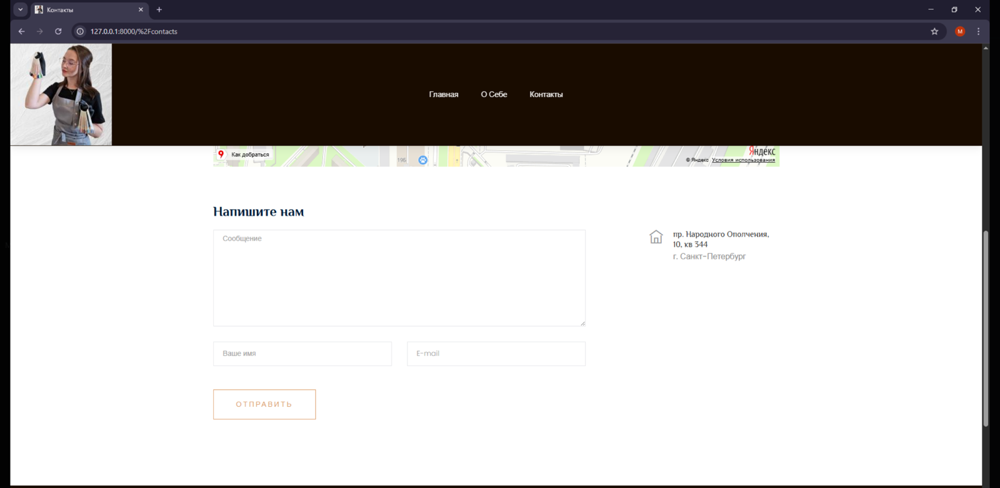 Контакты
127.0.0.1:8000/%2Fcontacts
М
Главная О Себе Контакты
Как добраться
196
Яндекс
© Яндекс Условия использования
Напишите нам
Сообщение
пр. Народного Ополчения,
10, кв 344
г. Санкт-Петербург
Ваше имя
E-mail
ОТПРАВИТЬ